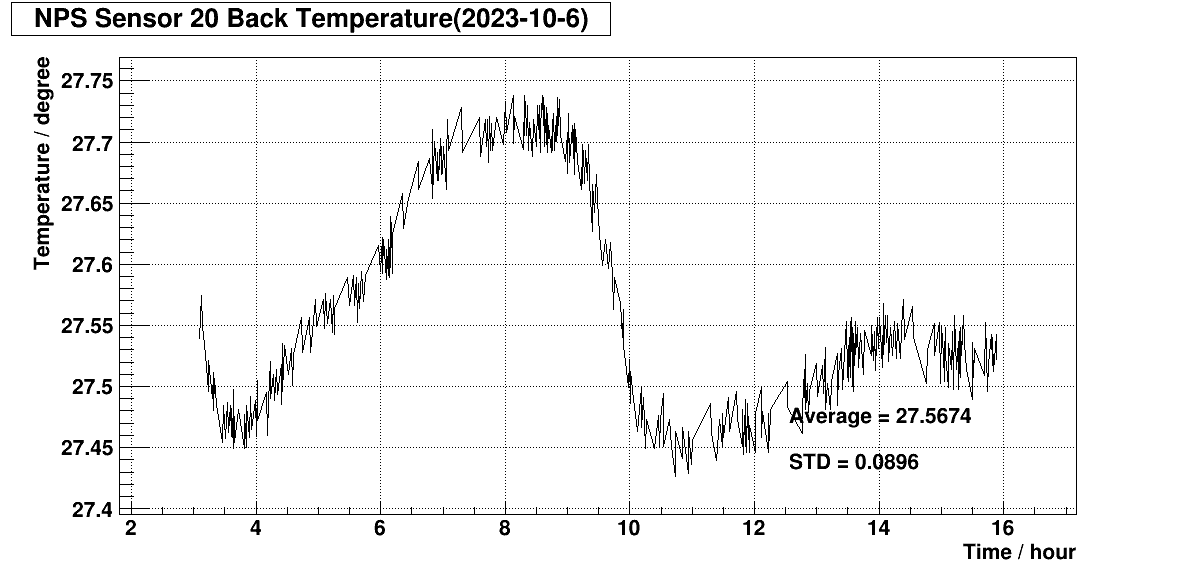 NPS Sensor 20 Back Temperature(2023-10-6)
Temperature / degree
27.75
27.7
27.65
27.6
27.55
27.5
27.45
27.4
Average = 27.5674
STD = 0.0896
2 4 6 8 10 12 14 16
Time / hour